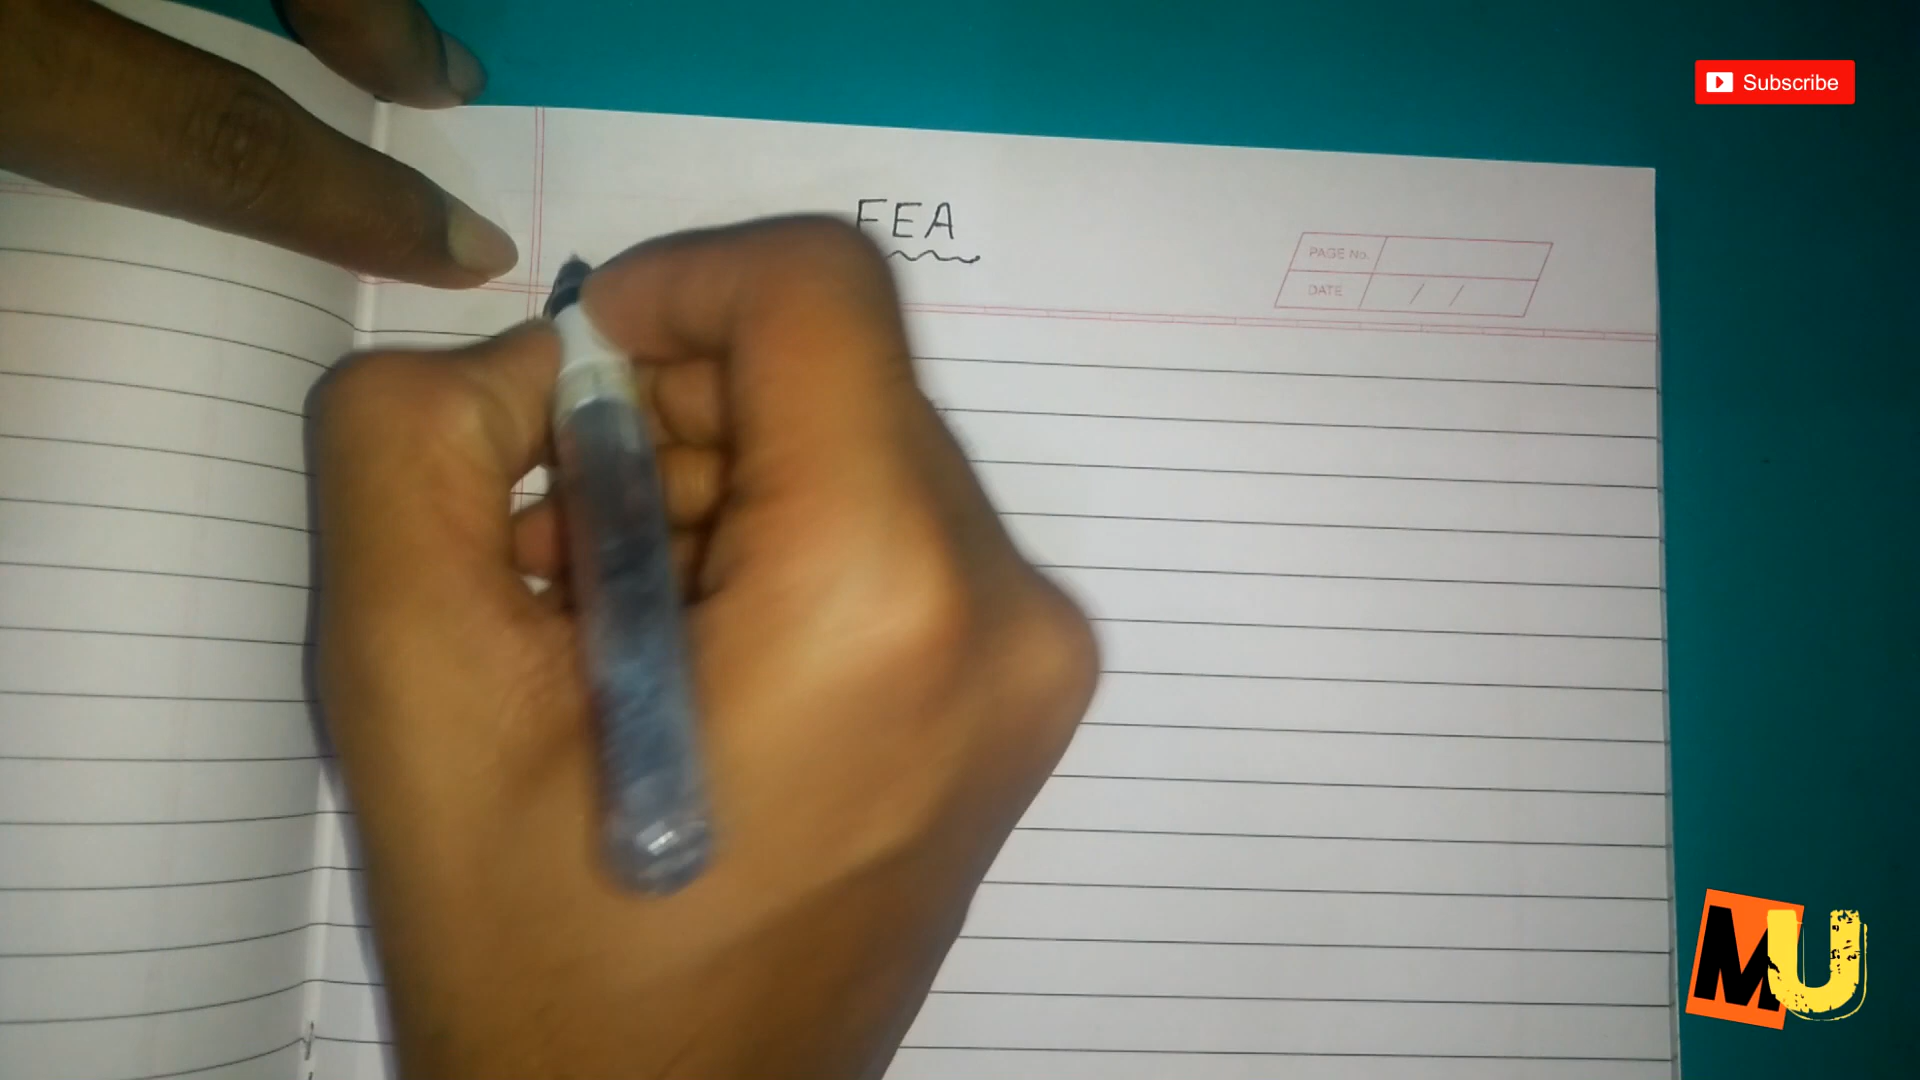 Subscribe
FEA
PAGE No.
DATE / /
MU